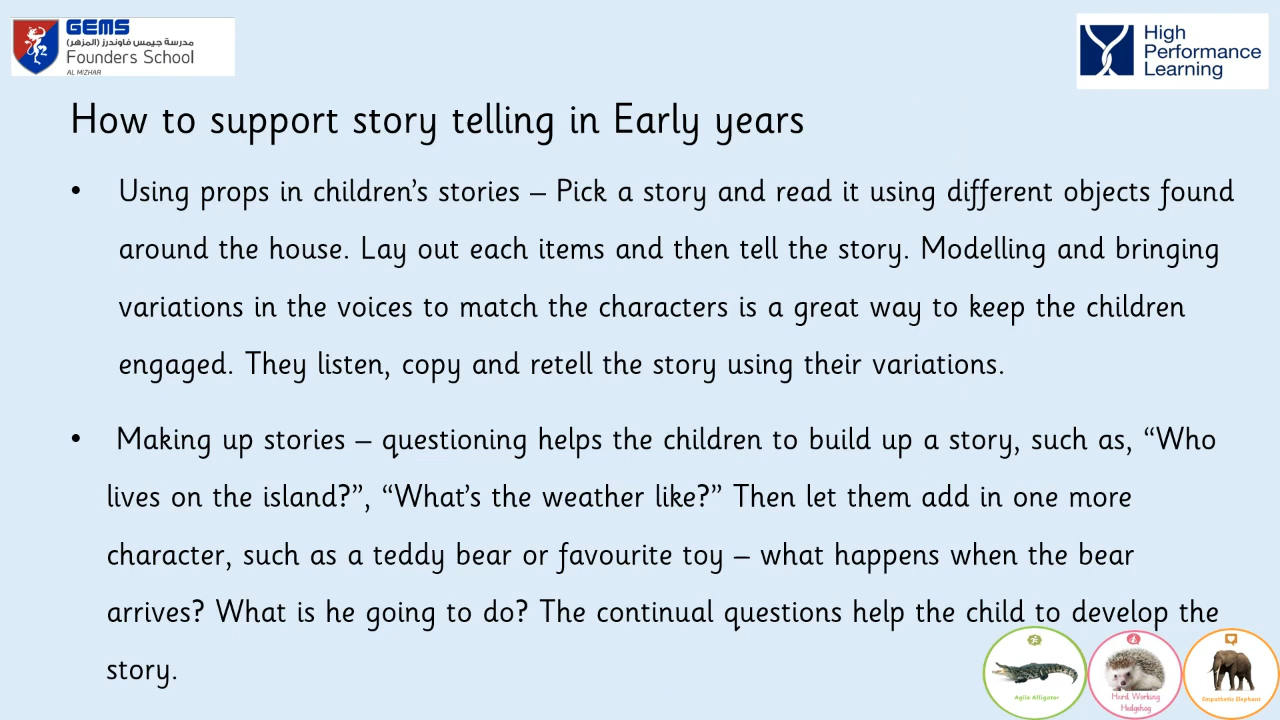 GEMS
مدرسة جيمس فاوندرز (المزهر)
Founders School
AL MIZHAR
High
Performance
Learning
How to support story telling in Early years
• Using props in children’s stories – Pick a story and read it using different objects found
around the house. Lay out each items and then tell the story. Modelling and bringing
variations in the voices to match the characters is a great way to keep the children
engaged. They listen, copy and retell the story using their variations.
• Making up stories – questioning helps the children to build up a story, such as, “Who
lives on the island?”, “What’s the weather like?” Then let them add in one more
character, such as a teddy bear or favourite toy – what happens when the bear
arrives? What is he going to do? The continual questions help the child to develop the
story.
Agile Alligator
Hard Working
Hedgehog
Empathetic Elephant